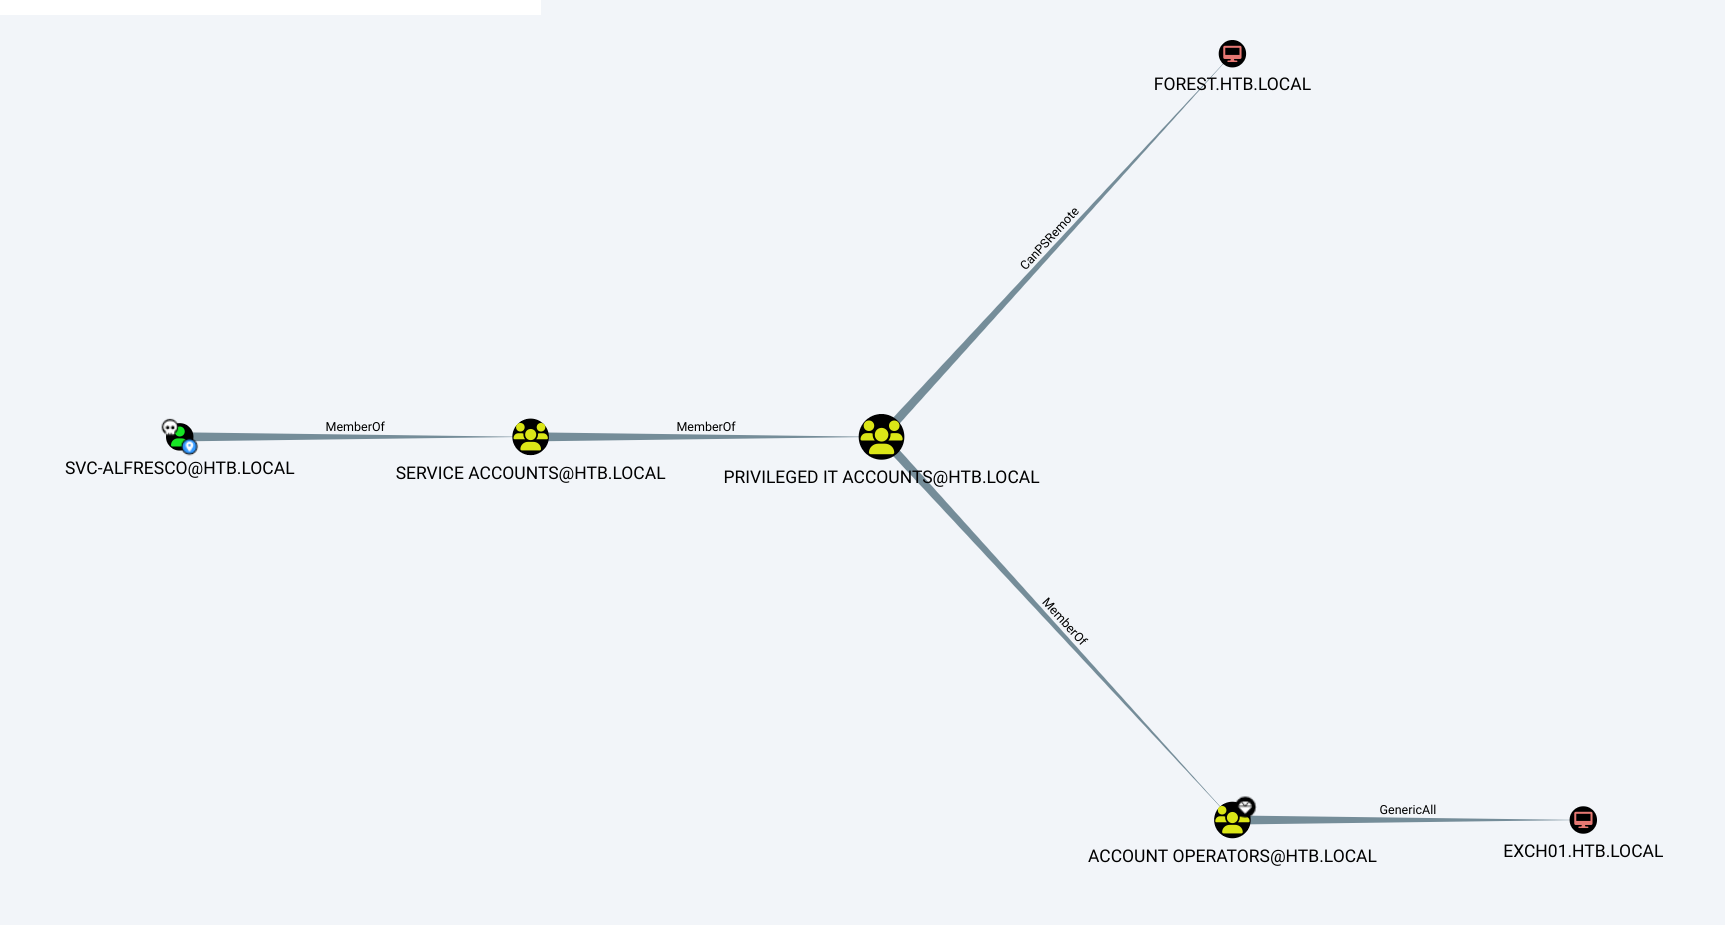 FOREST.HTB.LOCAL
CanPSRemote
MemberOf
MemberOf
SVC-ALFRESCO@HTB.LOCAL
SERVICE ACCOUNTS@HTB.LOCAL
PRIVILEGED IT ACCOUNTS@HTB.LOCAL
MemberOf
GenericAll
ACCOUNT OPERATORS@HTB.LOCAL
EXCH01.HTB.LOCAL